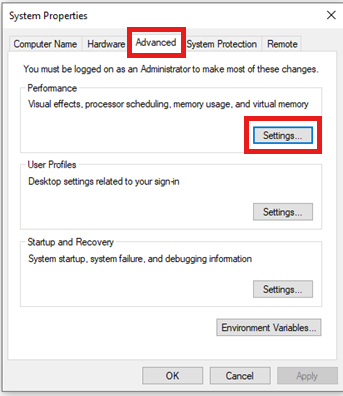 System Properties
Computer Name Hardware Advanced System Protection Remote
You must be logged on as an Administrator to make most of these changes.
Performance
Visual effects, processor scheduling, memory usage, and virtual memory
Settings...
User Profiles
Desktop settings related to your sign-in
Settings...
Startup and Recovery
System startup, system failure, and debugging information
Settings...
Environment Variables...
OK Cancel Apply